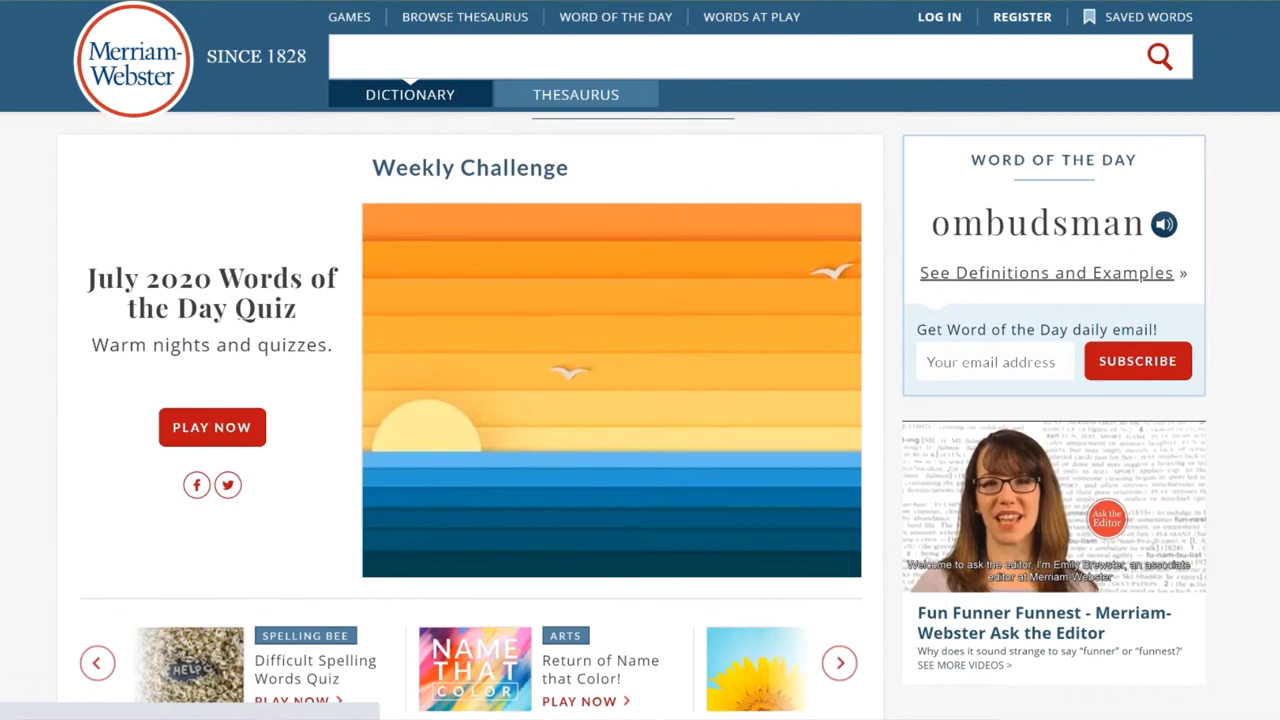 GAMES
BROWSE THESAURUS
WORD OF THE DAY
WORDS AT PLAY
LOG IN
REGISTER
SAVED WORDS
Merriam-
Webster
SINCE 1828
DICTIONARY
THESAURUS
Weekly Challenge
July 2020 Words of
the Day Quiz
Warm nights and quizzes.
PLAY NOW
WORD OF THE DAY
ombudsman
See Definitions and Examples »
Get Word of the Day daily email!
Your email address
SUBSCRIBE
Ask the
Editor
Welcome to ask the editor, I'm Emily Brewster, an associate
editor at Merriam-Webster
Fun Funner Funnest - Merriam-
Webster Ask the Editor
Why does it sound strange to say "funner" or "funnest?"
SEE MORE VIDEOS >
HELP
SPELLING BEE
Difficult Spelling
Words Quiz
PLAY NOW >
NAME
THAT
COLOR
ARTS
Return of Name
that Color!
PLAY NOW >